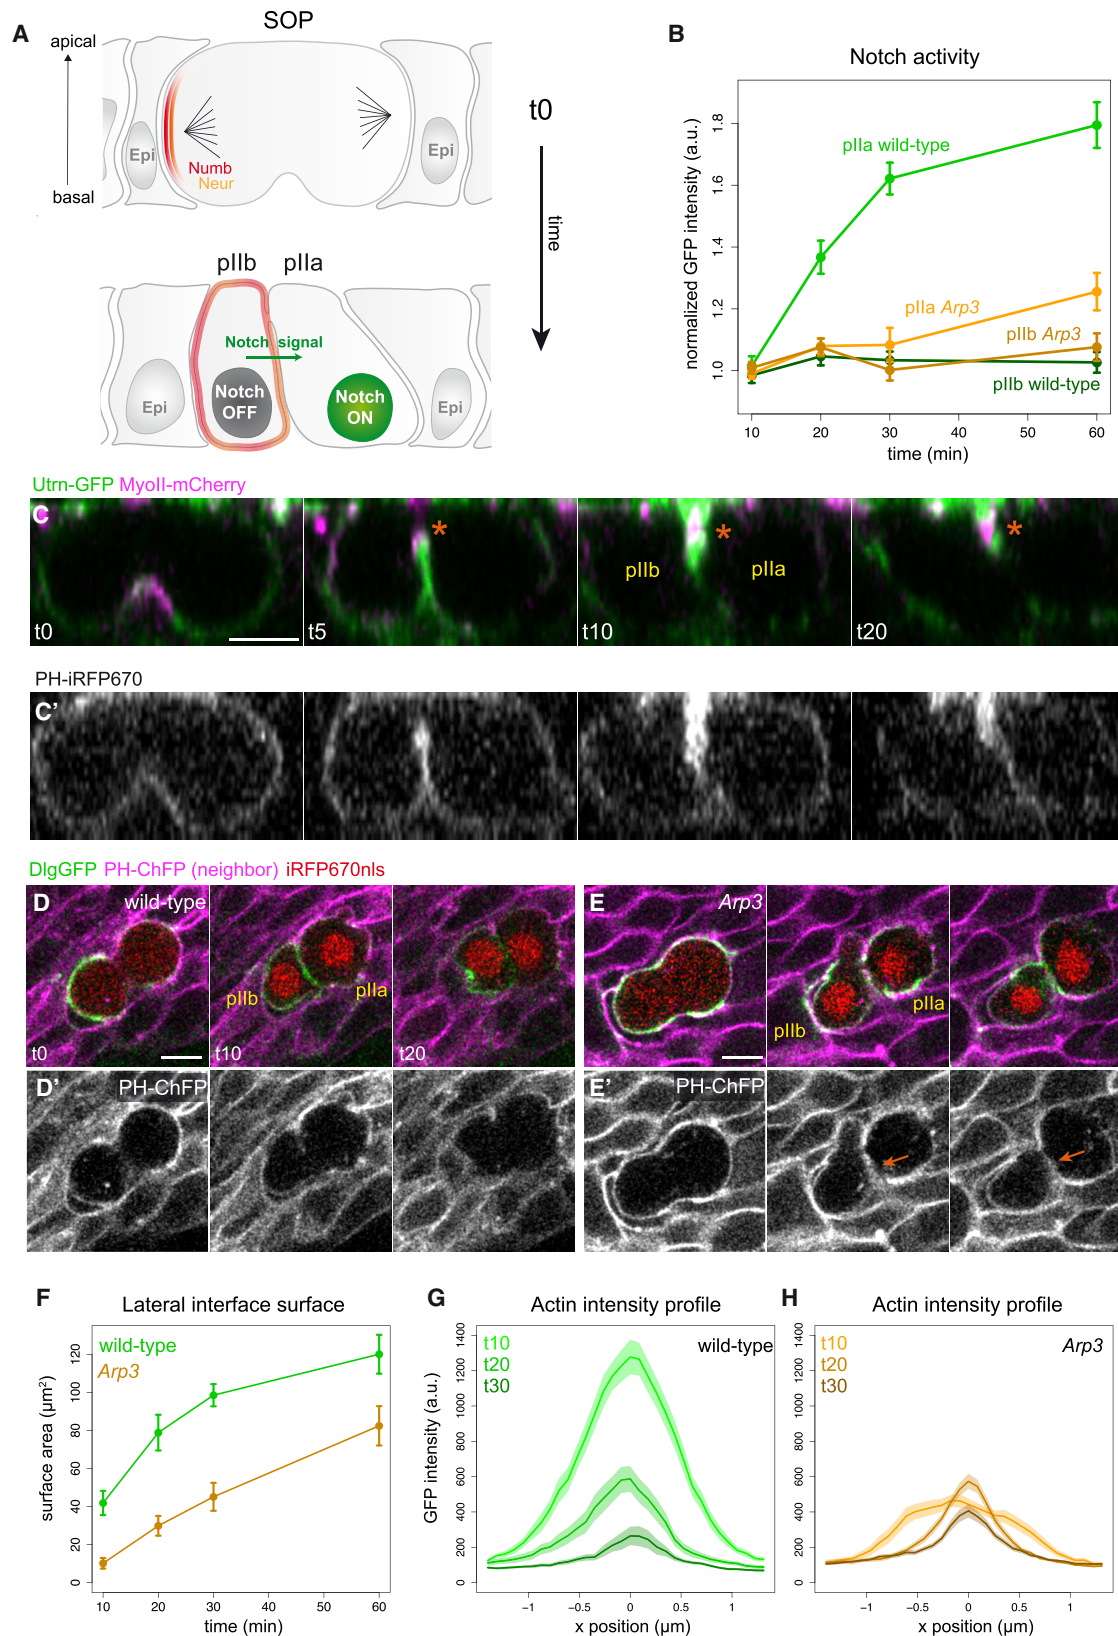 A
SOP
apical
basal
Epi
Epi
Numb
Neur
t0
time
pIIb
pIIa
Notch signal
Notch
OFF
Notch
ON
Epi
Epi
B
Notch activity
normalized GFP intensity (a.u.)
1.8
1.6
1.4
1.2
1.0
pIIa wild-type
pIIa Arp3
pIIb Arp3
pIIb wild-type
10
20
30
40
50
60
time (min)
Utrn-GFP MyoII-mCherry
C
t0
*
t5
*
pIIb
pIIa
t10
*
t20
PH-iRFP670
C'
DlgGFP PH-ChFP (neighbor) iRFP670nls
D
wild-type
t0
pIIb
pIIa
t10
t20
E
Arp3
pIIb
pIIa
D'
PH-ChFP
E'
PH-ChFP
F
Lateral interface surface
wild-type
Arp3
surface area (µm²)
120
100
80
60
40
20
0
10
20
30
40
50
60
time (min)
G
Actin intensity profile
t10
t20
t30
wild-type
GFP intensity (a.u.)
1400
1200
1000
800
600
400
200
0
−1
−0.5
0
0.5
1
x position (µm)
H
Actin intensity profile
t10
t20
t30
Arp3
1400
1200
1000
800
600
400
200
0
−1
−0.5
0
0.5
1
x position (µm)